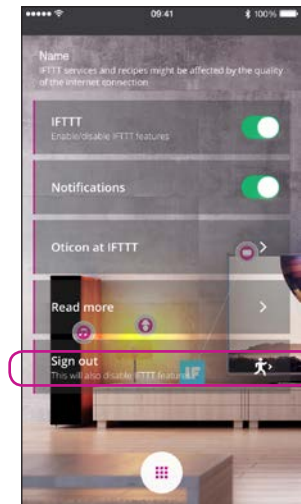 09:41
100%
Name
IFTTT services and recipes might be affected by the quality
of the internet connection
IFTTT
Enable/disable IFTTT features
Notifications
Oticon at IFTTT
Read more
Sign out
This will also disable IFTTT features
IF